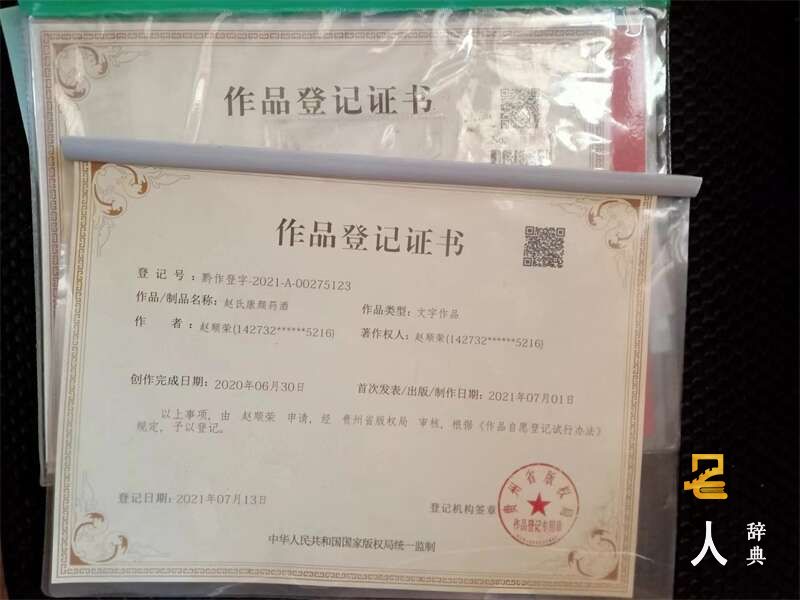 作品登记证书
作品登记证书
登 记 号：黔作登字-2021-A-00275123
作品/制品名称：赵氏康颈药酒
作品类型：文字作品
作 者：赵顺荣(142732******5216)
著作权人：赵顺荣(142732******5216)
创作完成日期：2020年06月30日
首次发表/出版/制作日期：2021年07月01日
以上事项，由 赵顺荣 申请，经 贵州省版权局 审核，根据《作品自愿登记试行办法》
规定，予以登记。
登记日期：2021年07月13日
登记机构签章
贵州省版权局
作品登记专用章
中华人民共和国国家版权局统一监制
名
人
辞典